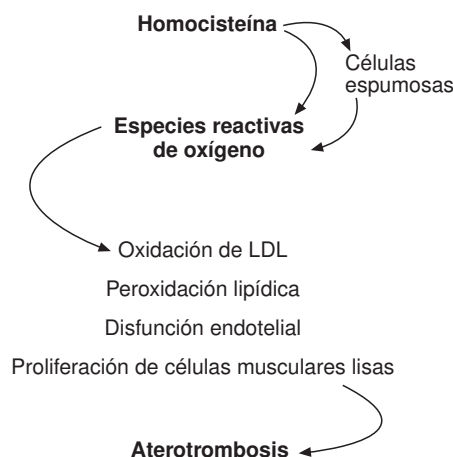 Homocisteína
Células
espumosas
Especies reactivas
de oxígeno
Oxidación de LDL
Peroxidación lipídica
Disfunción endotelial
Proliferación de células musculares lisas
Aterotrombosis